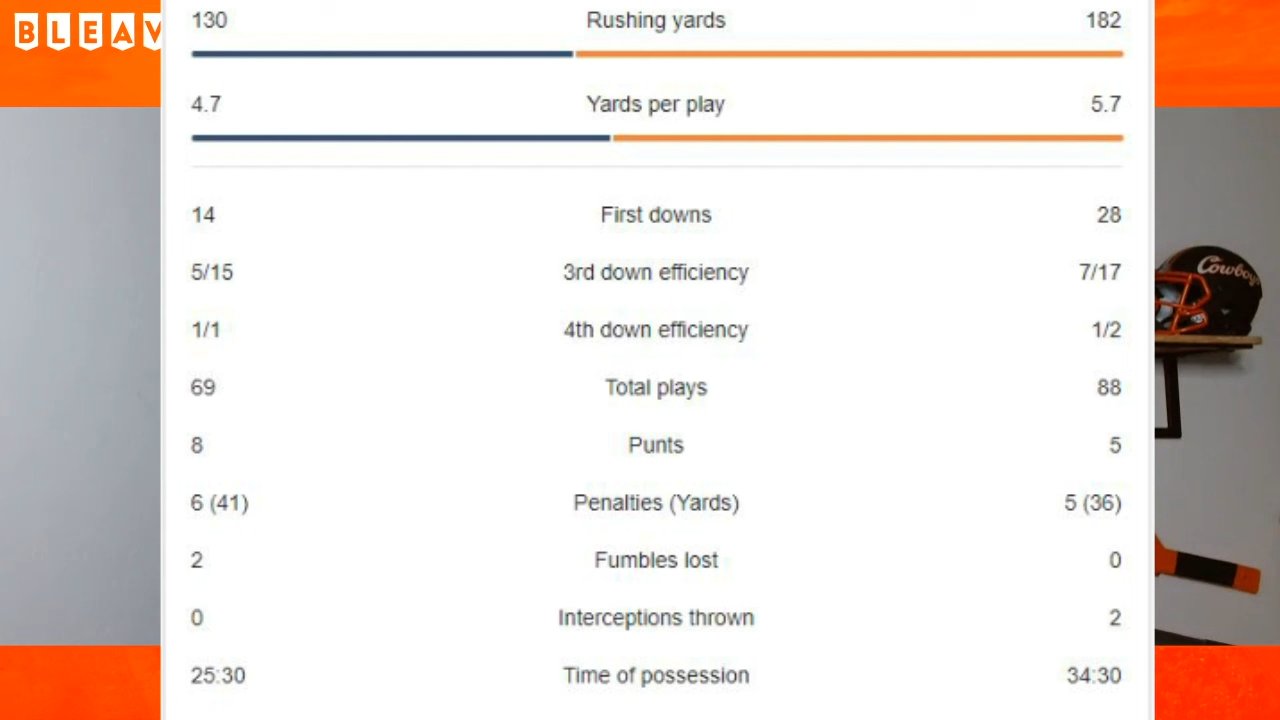 BLEAV
130 Rushing yards 182
4.7 Yards per play 5.7
14 First downs 28
5/15 3rd down efficiency 7/17
1/1 4th down efficiency 1/2
69 Total plays 88
8 Punts 5
6 (41) Penalties (Yards) 5 (36)
2 Fumbles lost 0
0 Interceptions thrown 2
25:30 Time of possession 34:30
Cowboys